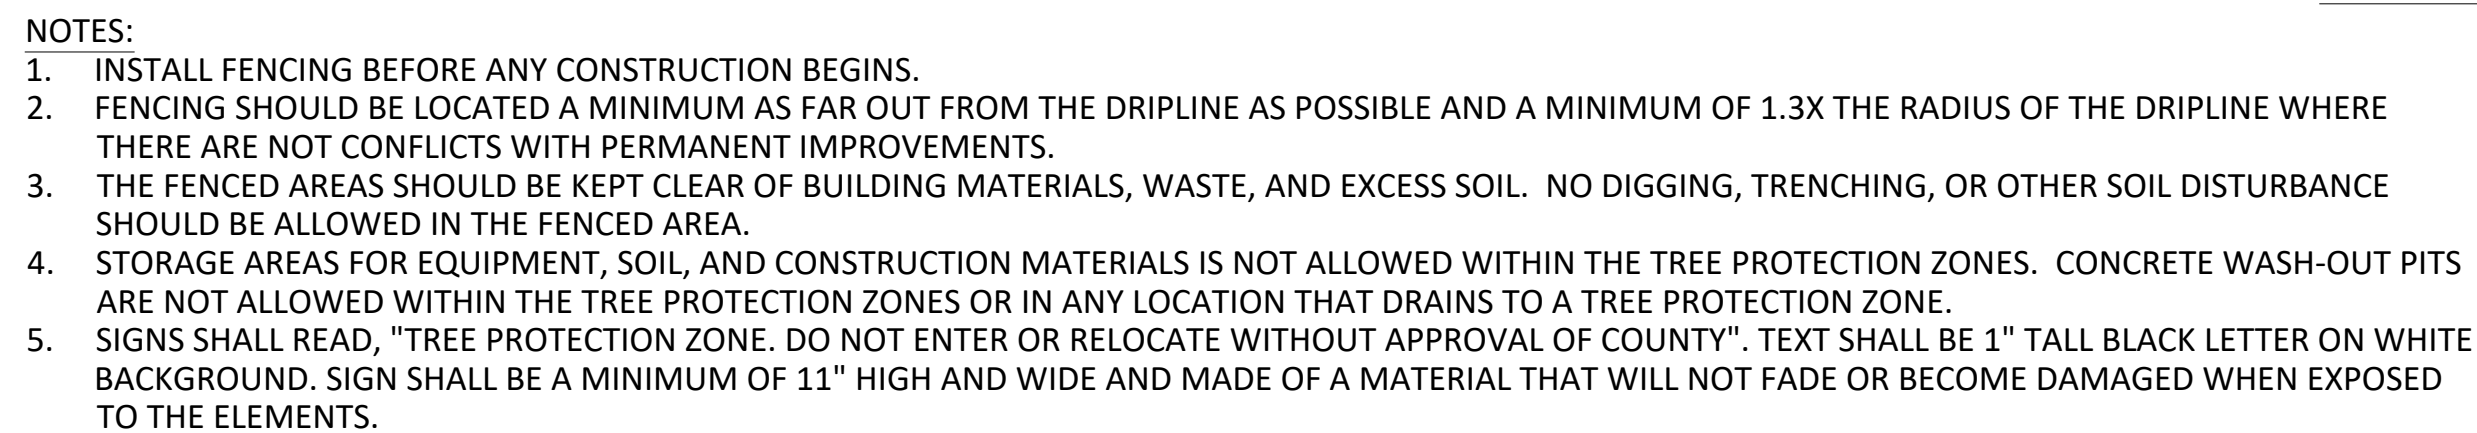 NOTES:
1. INSTALL FENCING BEFORE ANY CONSTRUCTION BEGINS.
2. FENCING SHOULD BE LOCATED A MINIMUM AS FAR OUT FROM THE DRIPLINE AS POSSIBLE AND A MINIMUM OF 1.3X THE RADIUS OF THE DRIPLINE WHERE
THERE ARE NOT CONFLICTS WITH PERMANENT IMPROVEMENTS.
3. THE FENCED AREAS SHOULD BE KEPT CLEAR OF BUILDING MATERIALS, WASTE, AND EXCESS SOIL. NO DIGGING, TRENCHING, OR OTHER SOIL DISTURBANCE
SHOULD BE ALLOWED IN THE FENCED AREA.
4. STORAGE AREAS FOR EQUIPMENT, SOIL, AND CONSTRUCTION MATERIALS IS NOT ALLOWED WITHIN THE TREE PROTECTION ZONES. CONCRETE WASH-OUT PITS
ARE NOT ALLOWED WITHIN THE TREE PROTECTION ZONES OR IN ANY LOCATION THAT DRAINS TO A TREE PROTECTION ZONE.
5. SIGNS SHALL READ, "TREE PROTECTION ZONE. DO NOT ENTER OR RELOCATE WITHOUT APPROVAL OF COUNTY". TEXT SHALL BE 1" TALL BLACK LETTER ON WHITE
BACKGROUND. SIGN SHALL BE A MINIMUM OF 11" HIGH AND WIDE AND MADE OF A MATERIAL THAT WILL NOT FADE OR BECOME DAMAGED WHEN EXPOSED
TO THE ELEMENTS.